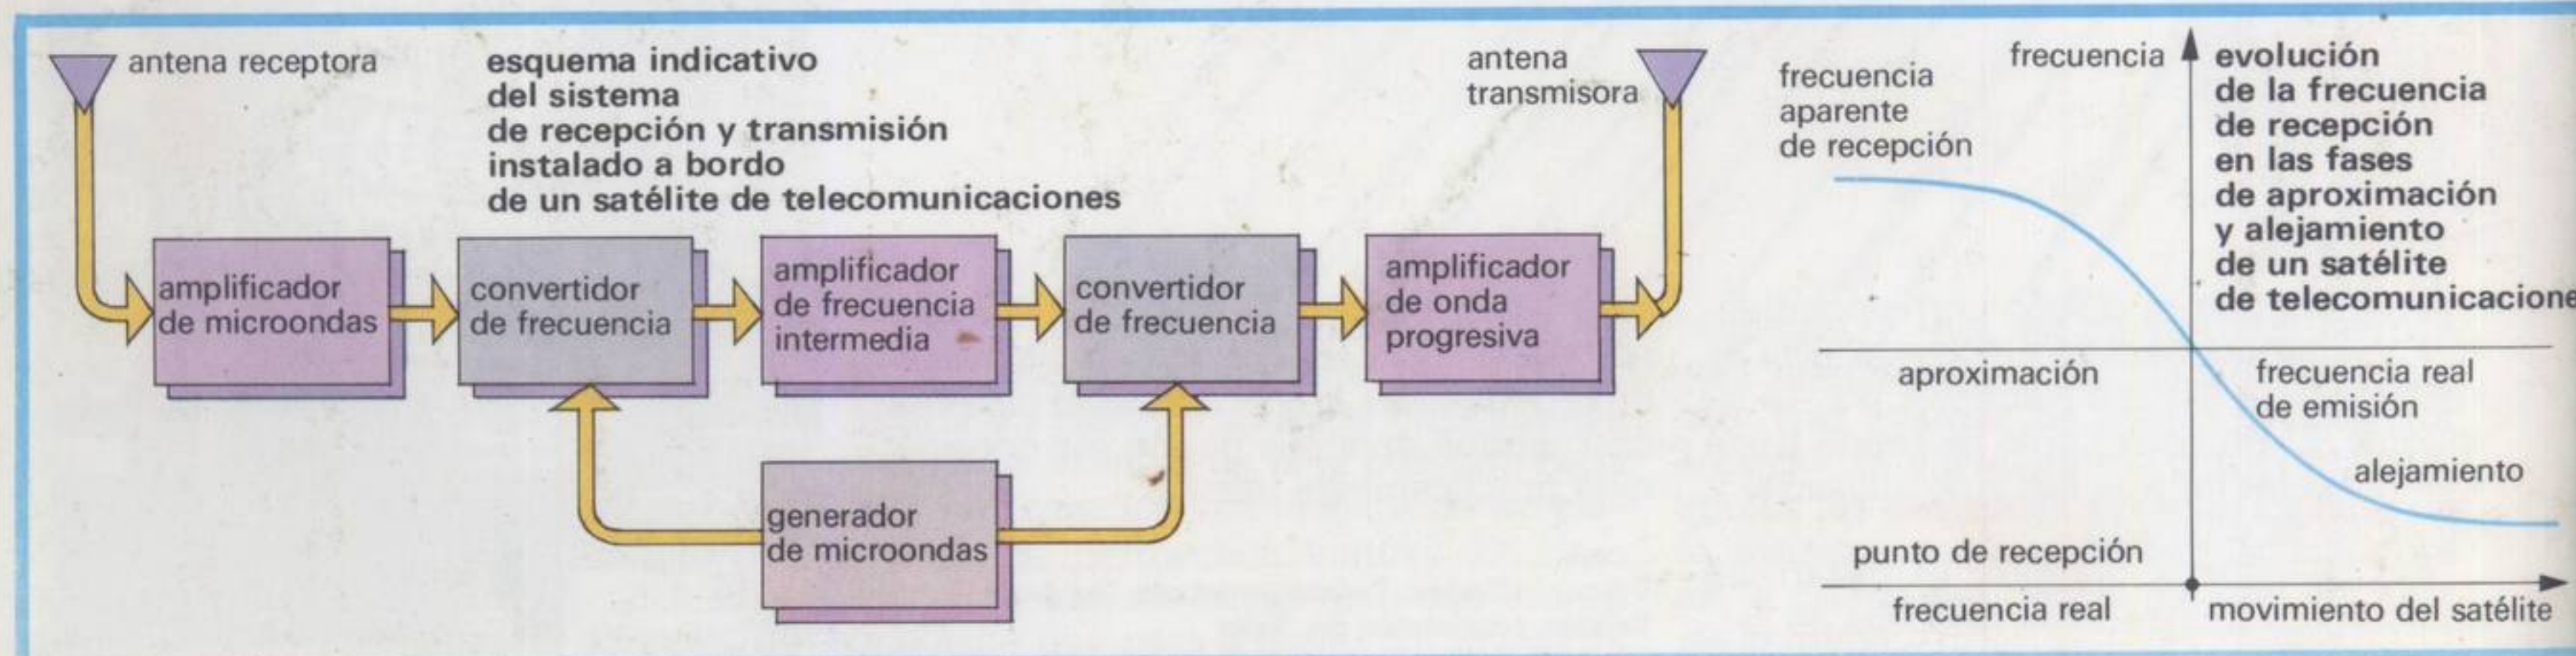 antena receptora
esquema indicativo
del sistema
de recepción y transmisión
instalado a bordo
de un satélite de telecomunicaciones
antena
transmisora
amplificador
de microondas
convertidor
de frecuencia
amplificador
de frecuencia
intermedia
convertidor
de frecuencia
amplificador
de onda
progresiva
generador
de microondas
frecuencia
aparente
de recepción
frecuencia
evolución
de la frecuencia
de recepción
en las fases
de aproximación
y alejamiento
de un satélite
de telecomunicacione
aproximación
frecuencia real
de emisión
alejamiento
punto de recepción
frecuencia real
movimiento del satélite